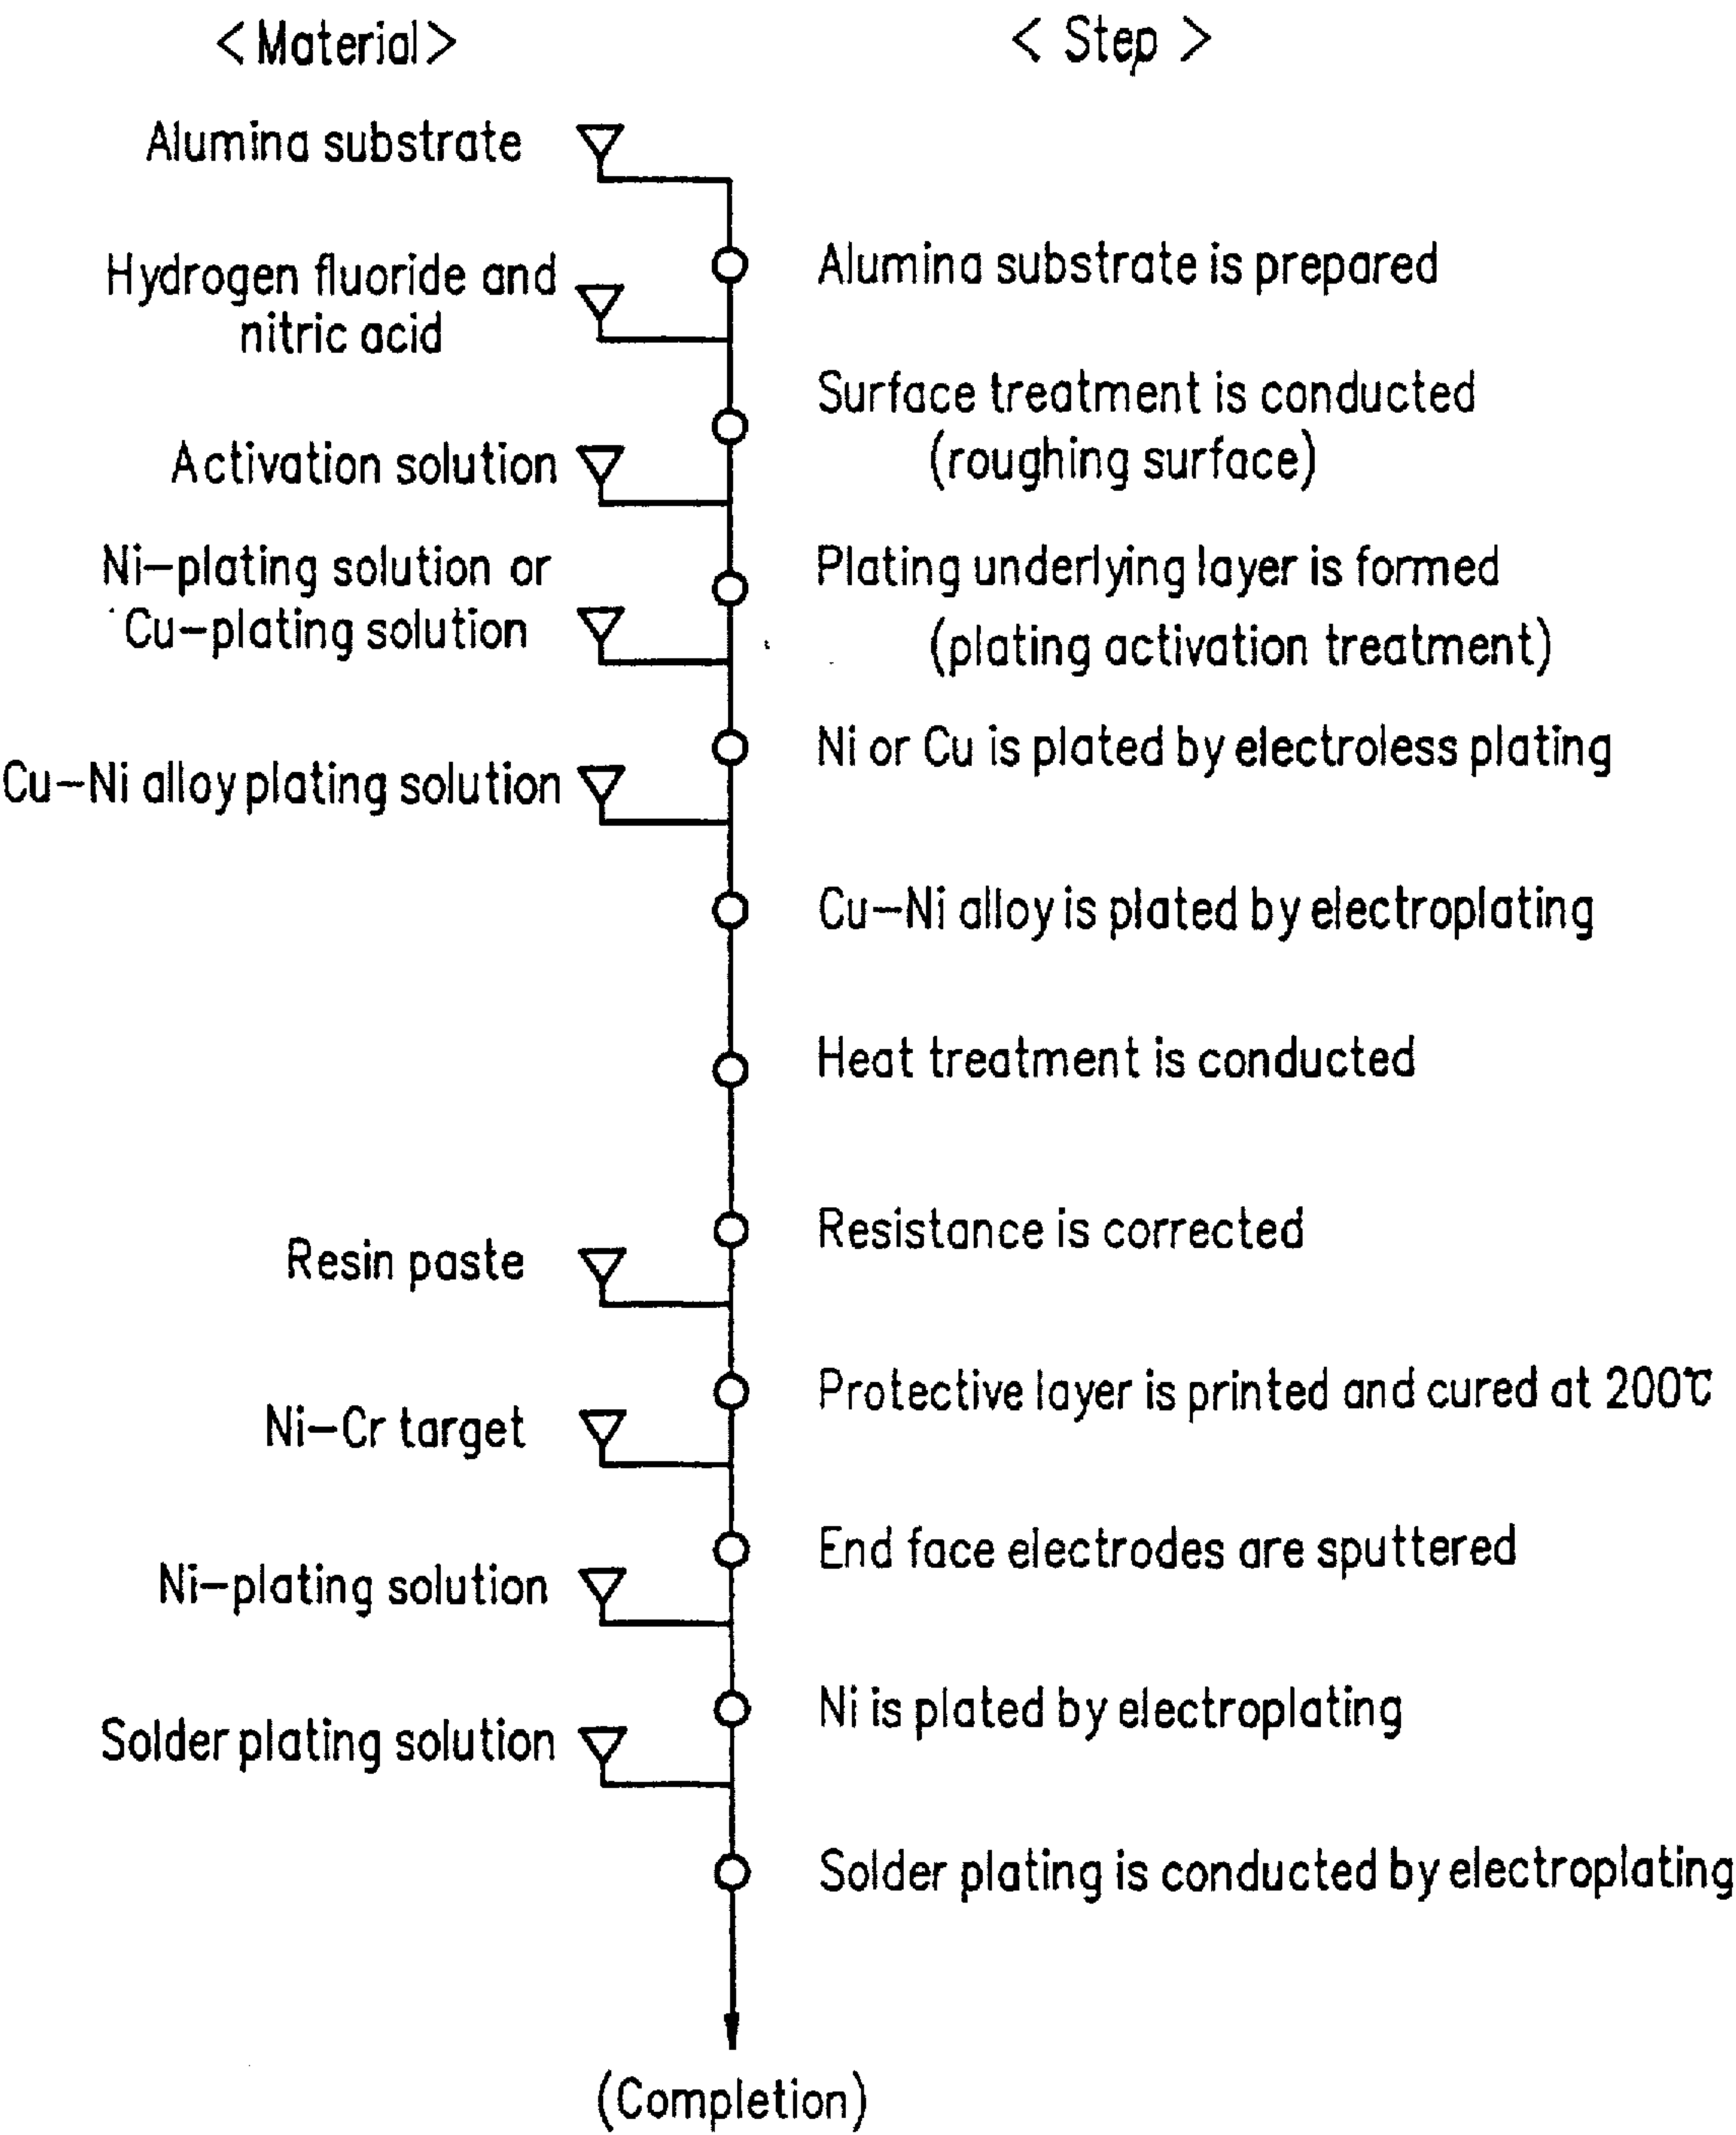 <Material>
< Step >
Alumina substrate
Alumina substrate is prepared
Hydrogen fluoride and
nitric acid
Surface treatment is conducted
(roughing surface)
Activation solution
Plating underlying layer is formed
(plating activation treatment)
Ni-plating solution or
Cu-plating solution
Ni or Cu is plated by electroless plating
Cu-Ni alloy plating solution
Cu-Ni alloy is plated by electroplating
Heat treatment is conducted
Resistance is corrected
Resin paste
Protective layer is printed and cured at 200℃
Ni-Cr target
End face electrodes are sputtered
Ni-plating solution
Ni is plated by electroplating
Solder plating solution
Solder plating is conducted by electroplating
(Completion)